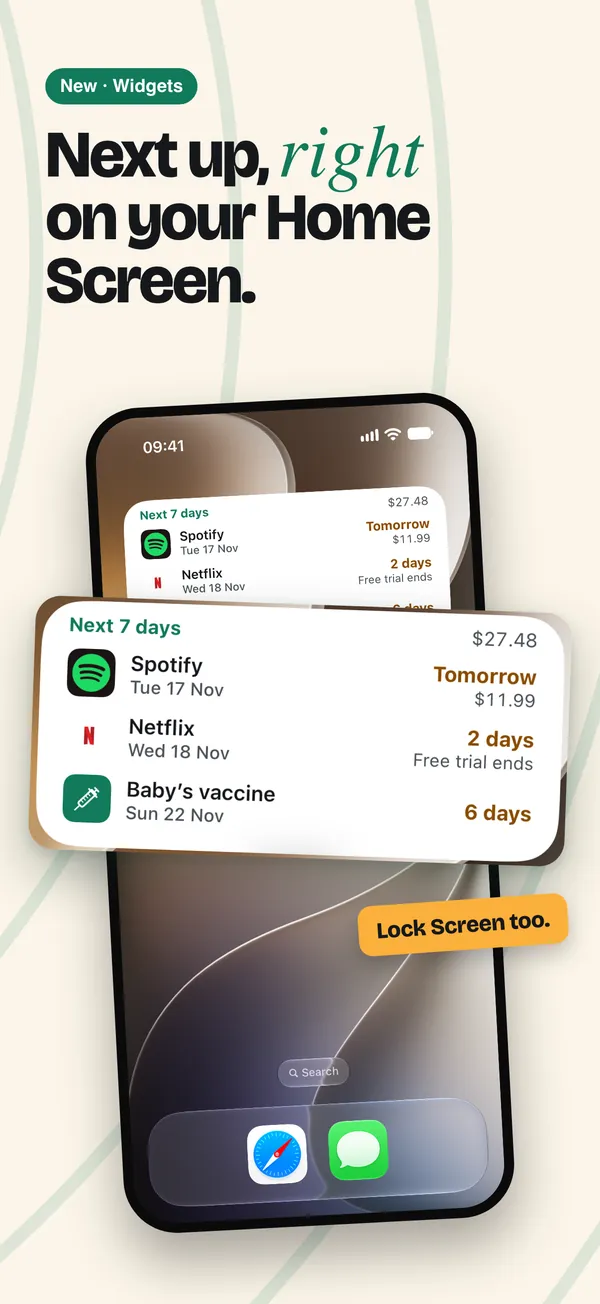 New · Widgets
Next up, right
on your Home
Screen.
09:41
Next 7 days
$27.48
Spotify
Tomorrow
Tue 17 Nov
$11.99
Netflix
2 days
Wed 18 Nov
Free trial ends
6 days
Next 7 days
$27.48
Spotify
Tomorrow
Tue 17 Nov
$11.99
N
Netflix
2 days
Wed 18 Nov
Free trial ends
Baby’s vaccine
6 days
Sun 22 Nov
Lock Screen too.
Search